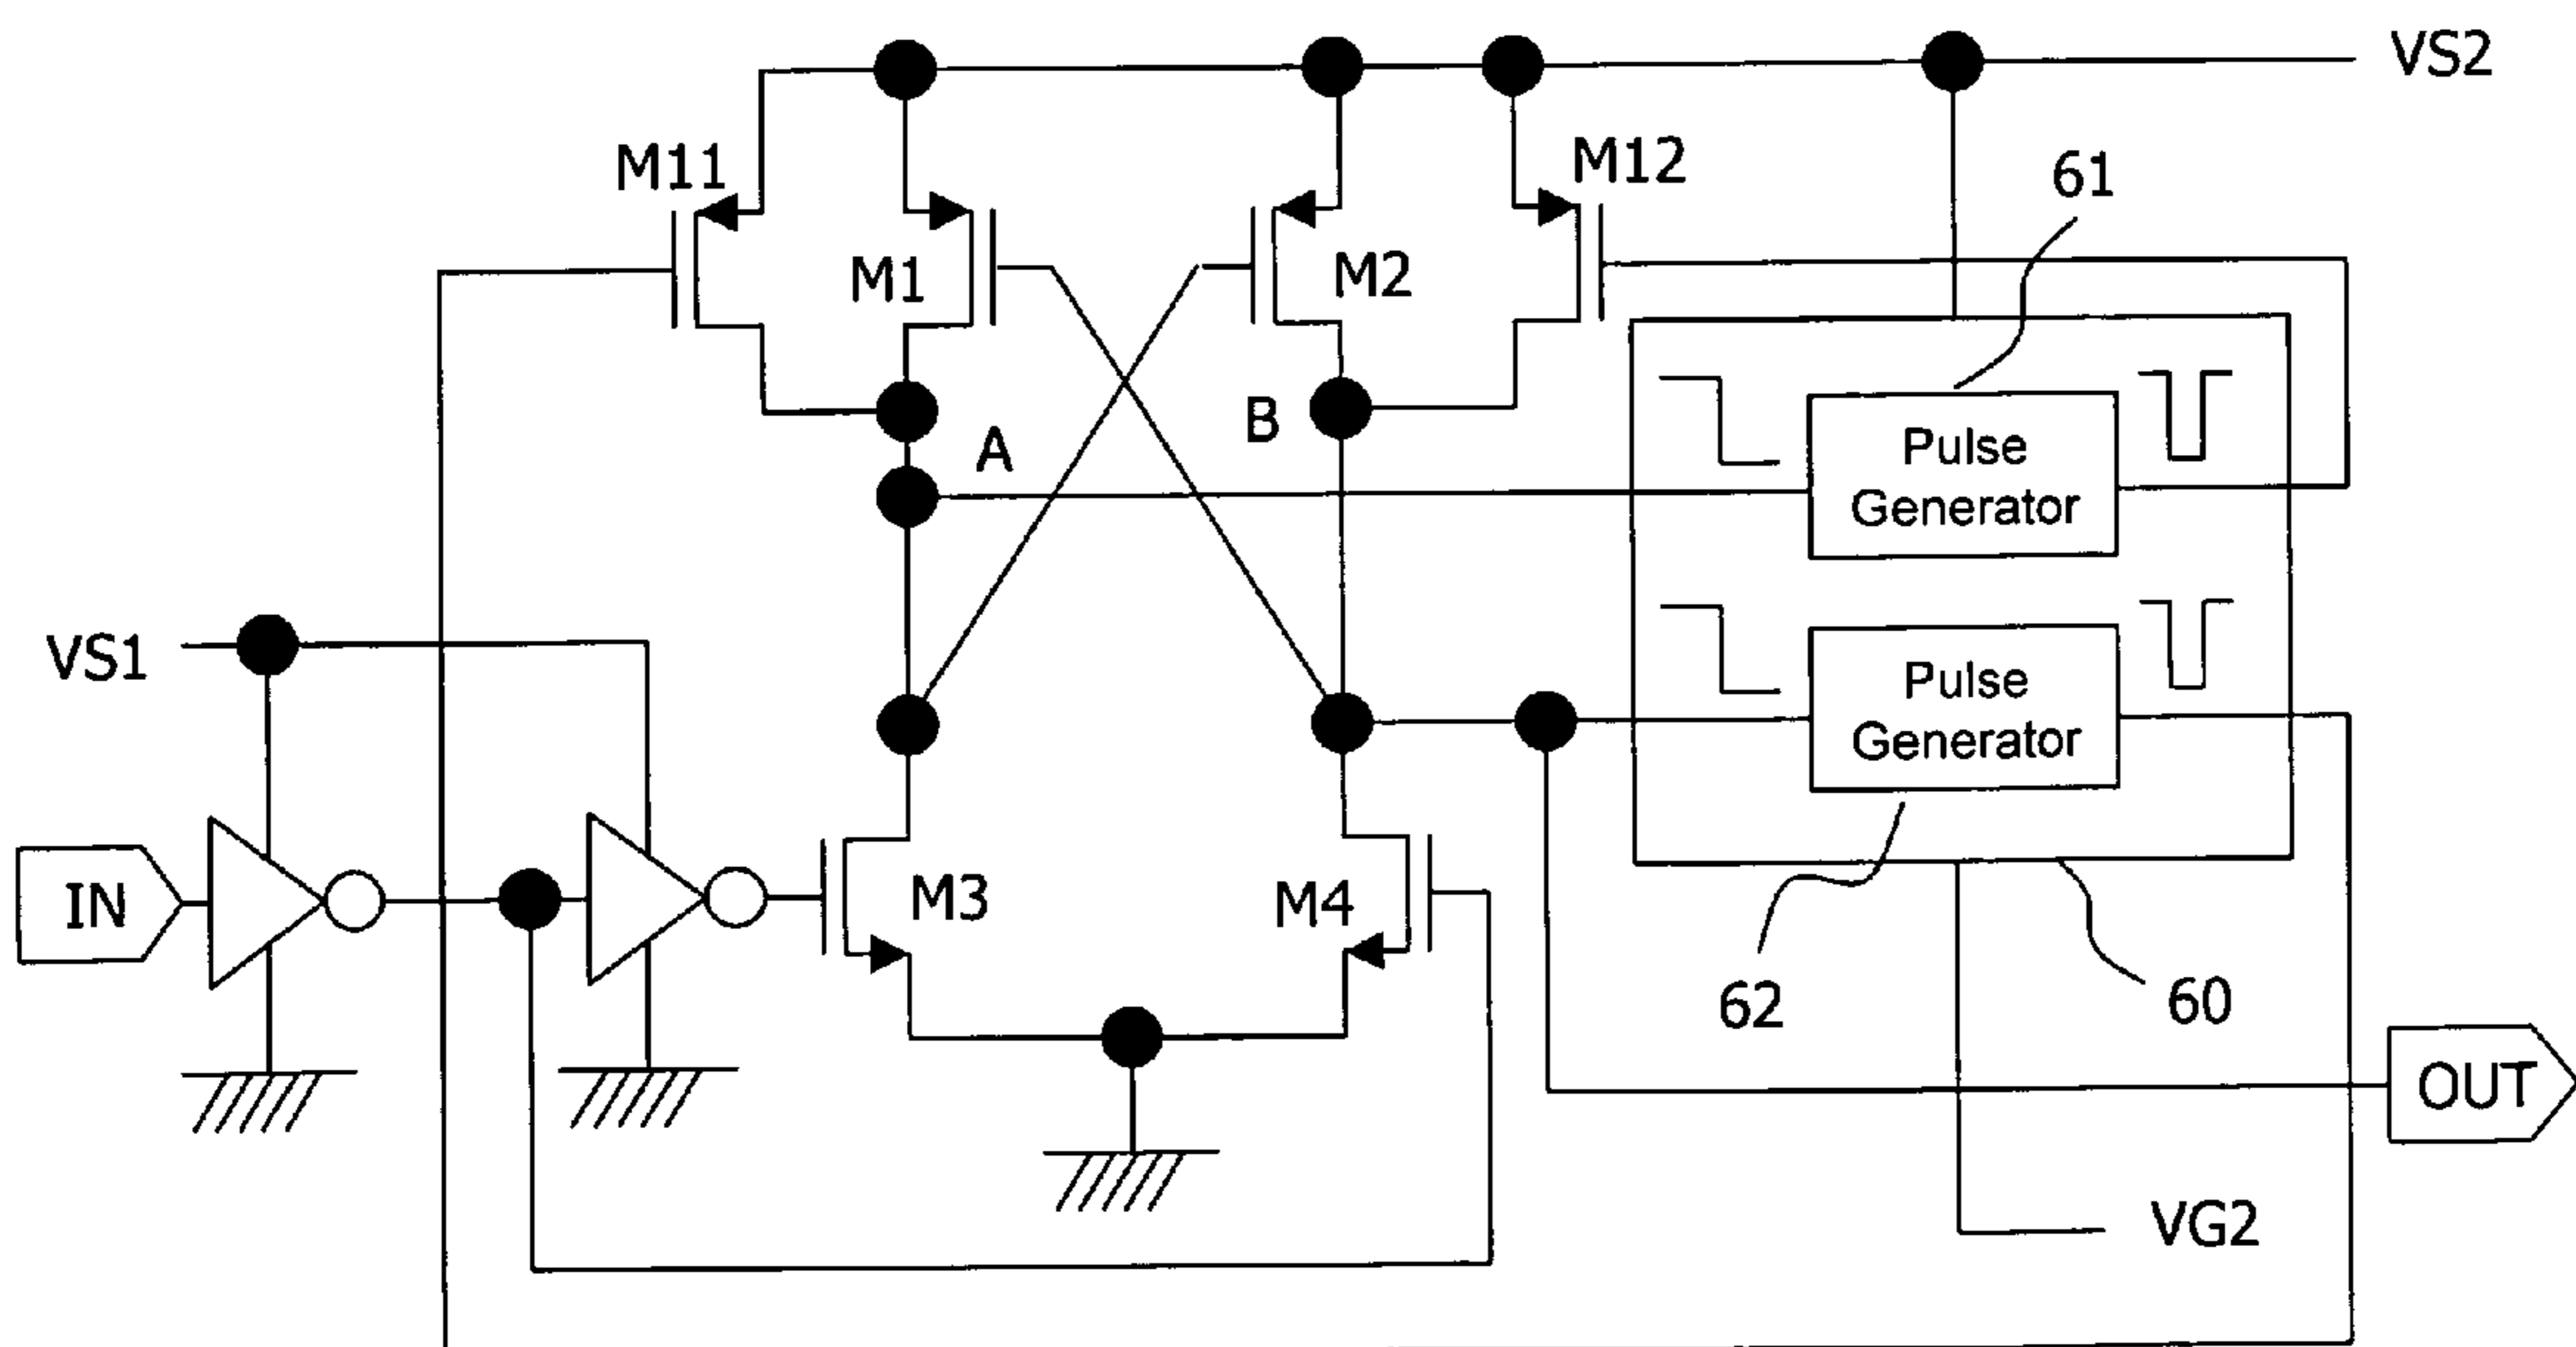 VS2
M11
M12
61
M1
M2
B
A
Pulse
Generator
VS1
Pulse
Generator
IN
M3
M4
62
60
OUT
VG2